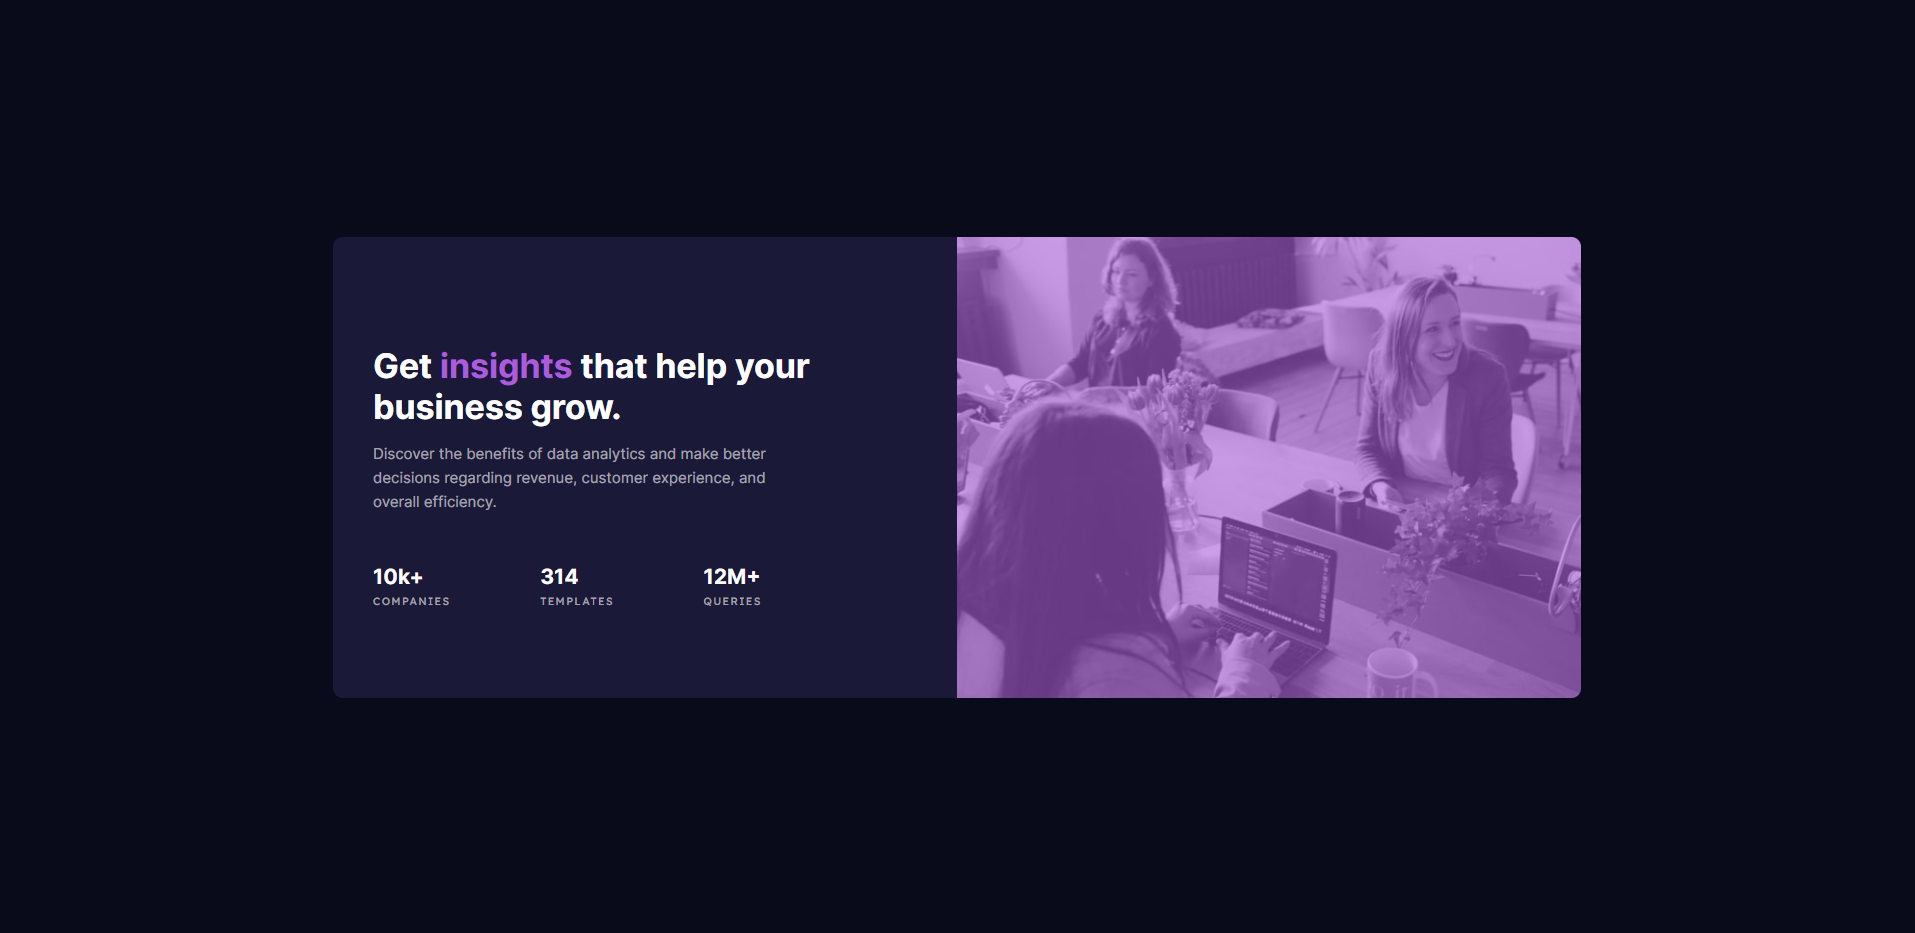 Get insights that help your
business grow.
Discover the benefits of data analytics and make better
decisions regarding revenue, customer experience, and
overall efficiency.
10k+ 314 12M+
COMPANIES TEMPLATES QUERIES